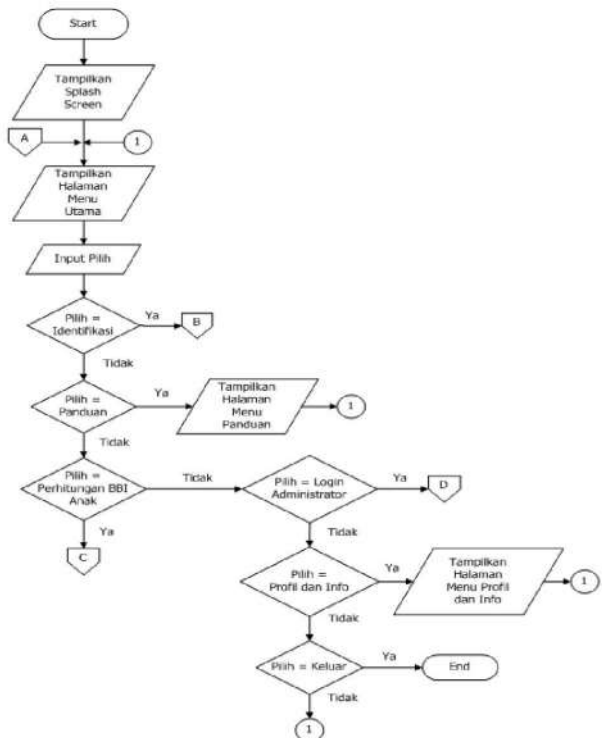 Start
Tampilkan
Splash
Screen
A
1
Tampilkan
Halaman
Menu
Utama
Input Pilih
Pilih =
Identifikasi
Ya
B
Tidak
Pilih =
Panduan
Ya
Tampilkan
Halaman
Menu
Panduan
1
Tidak
Pilih =
Perhitungan BBI
Anak
Tidak
Pilih = Login
Administrator
Ya
D
Ya
C
Tidak
Pilih =
Profil dan Info
Ya
Tampilkan
Halaman
Menu Profil
dan Info
1
Tidak
Pilih = Keluar
Ya
End
Tidak
1